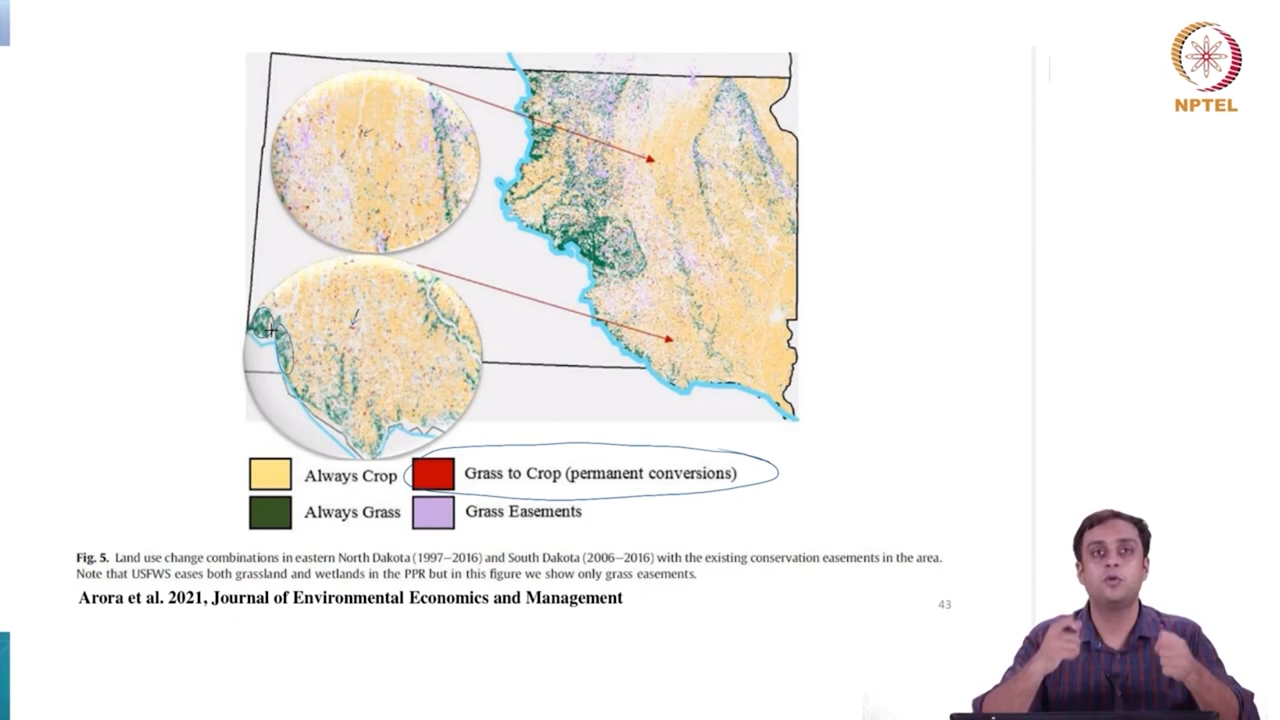 NPTEL
Always Crop
Grass to Crop (permanent conversions)
Always Grass
Grass Easements
Fig. 5. Land use change combinations in eastern North Dakota (1997–2016) and South Dakota (2006–2016) with the existing conservation easements in the area.
Note that USFWS eases both grassland and wetlands in the PPR but in this figure we show only grass easements.
Arora et al. 2021, Journal of Environmental Economics and Management
43